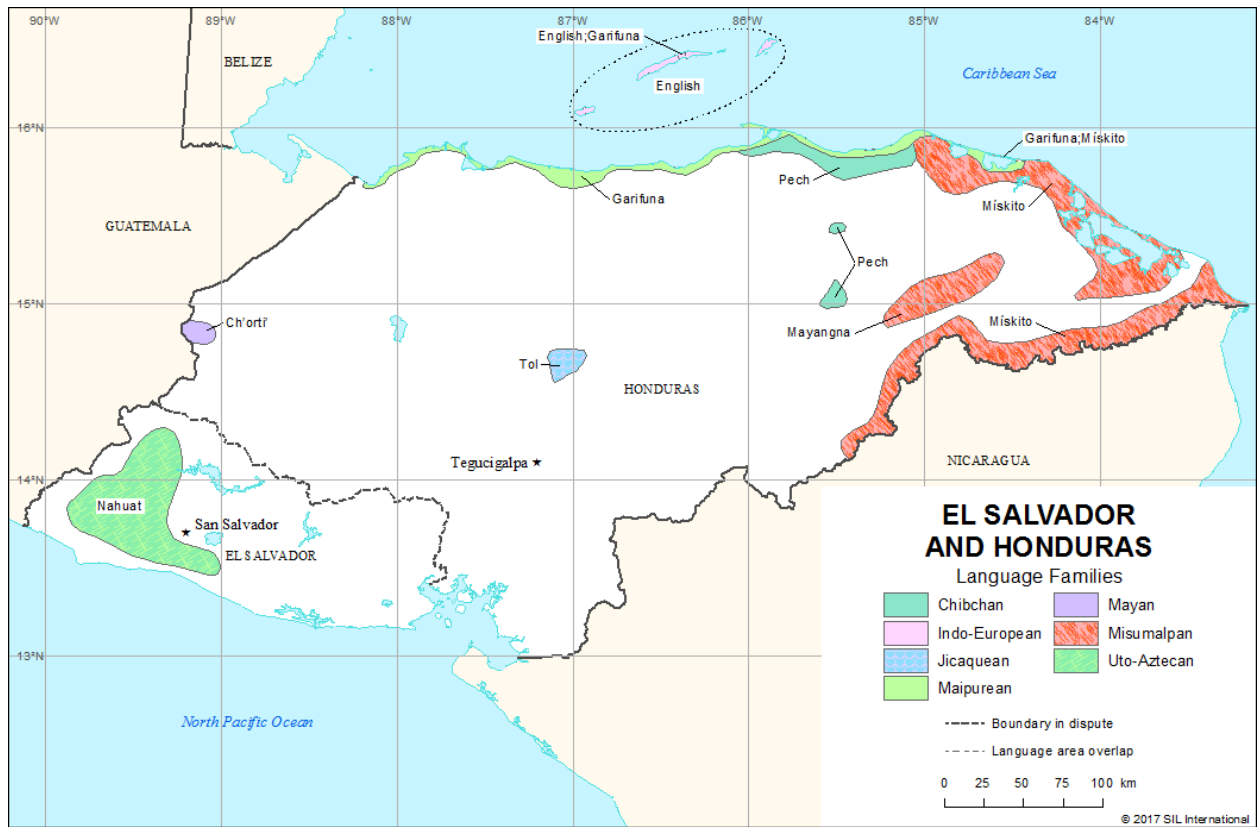 90°W
89°W
88°W
87°W
86°W
85°W
84°W
English;Garifuna
BELIZE
English
Caribbean Sea
16°N
Garifuna;Mískito
Pech
Garifuna
Mískito
GUATEMALA
Pech
15°N
Ch'orti'
Mayangna
Mískito
Tol
HONDURAS
Tegucigalpa
NICARAGUA
14°N
Nahuat
San Salvador
EL SALVADOR
13°N
North Pacific Ocean
EL SALVADOR
AND HONDURAS
Language Families
Chibchan
Indo-European
Jicaquean
Maipurean
Mayan
Misumalpan
Uto-Aztecan
Boundary in dispute
Language area overlap
0 25 50 75 100 km
© 2017 SIL International